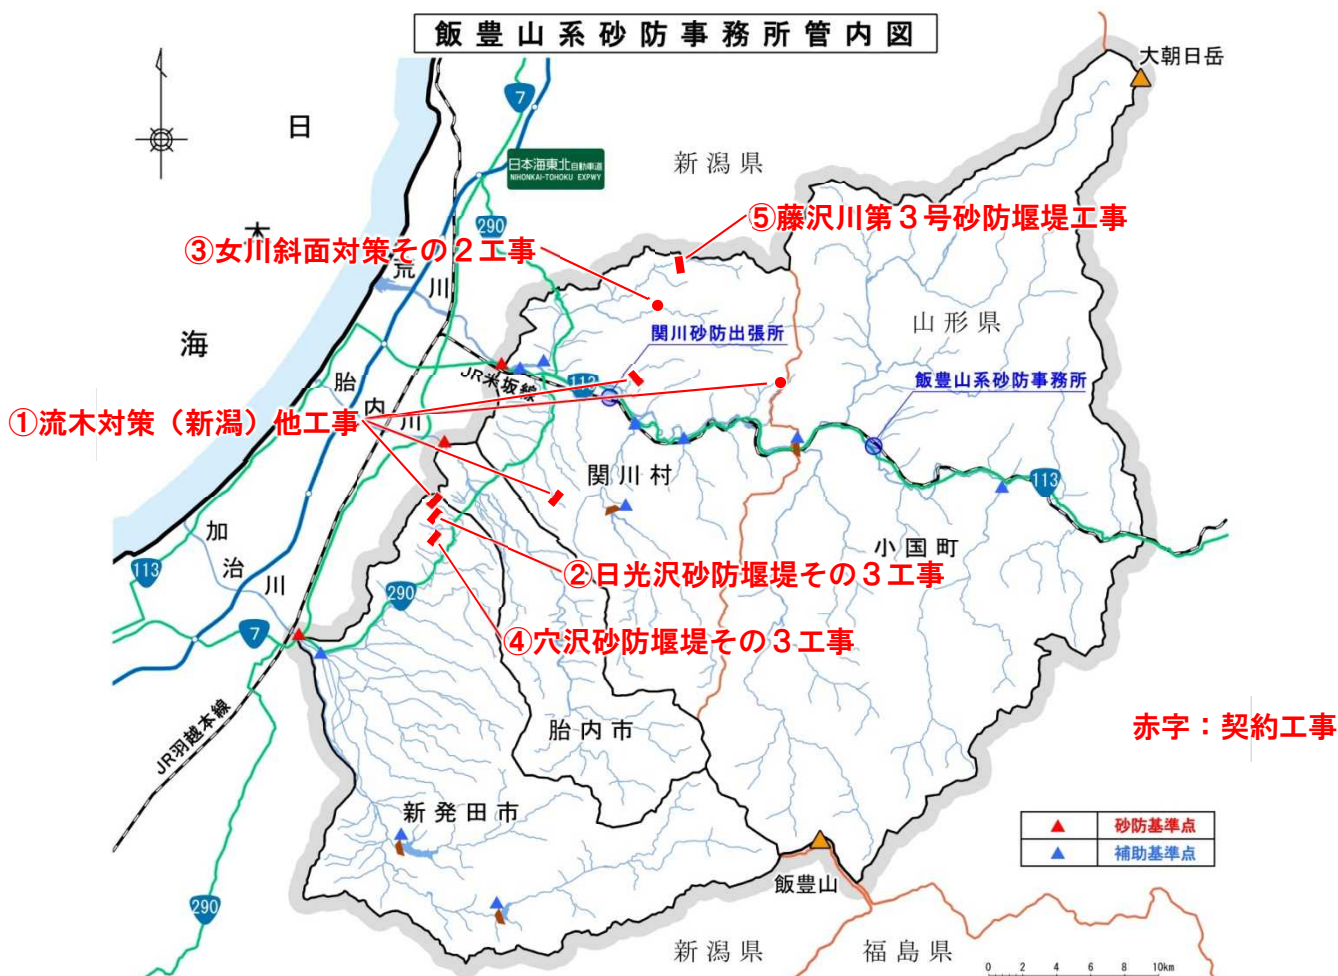 飯豊山系砂防事務所管内図
大朝日岳
7
日
日本海東北自動車道
NIHONKAI-TOHOKU EXPWY
新潟県
290
⑤藤沢川第３号砂防堰堤工事
本
③女川斜面対策その２工事
荒
川
山形県
関川砂防出張所
海
JR米坂線
113
飯豊山系砂防事務所
胎
内
川
①流木対策（新潟）他工事
関川村
113
加
治
川
小国町
②日光沢砂防堰堤その３工事
113
290
7
④穴沢砂防堰堤その３工事
JR羽越本線
胎内市
赤字：契約工事
新発田市
砂防基準点
補助基準点
飯豊山
290
新潟県
福島県
0 2 4 6 8 10km